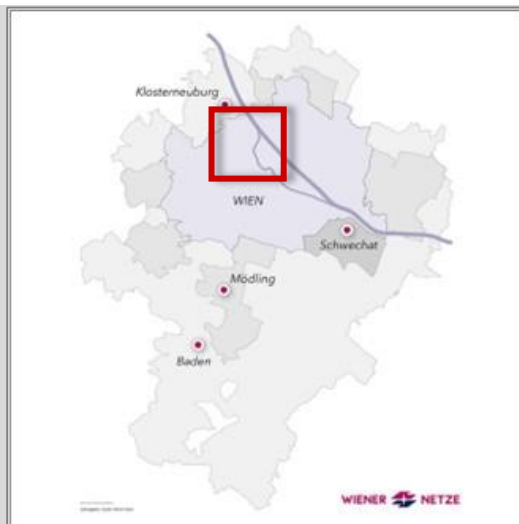 Klosterneuburg
WIEN
Schwechat
Mödling
Baden
WIENER NETZE